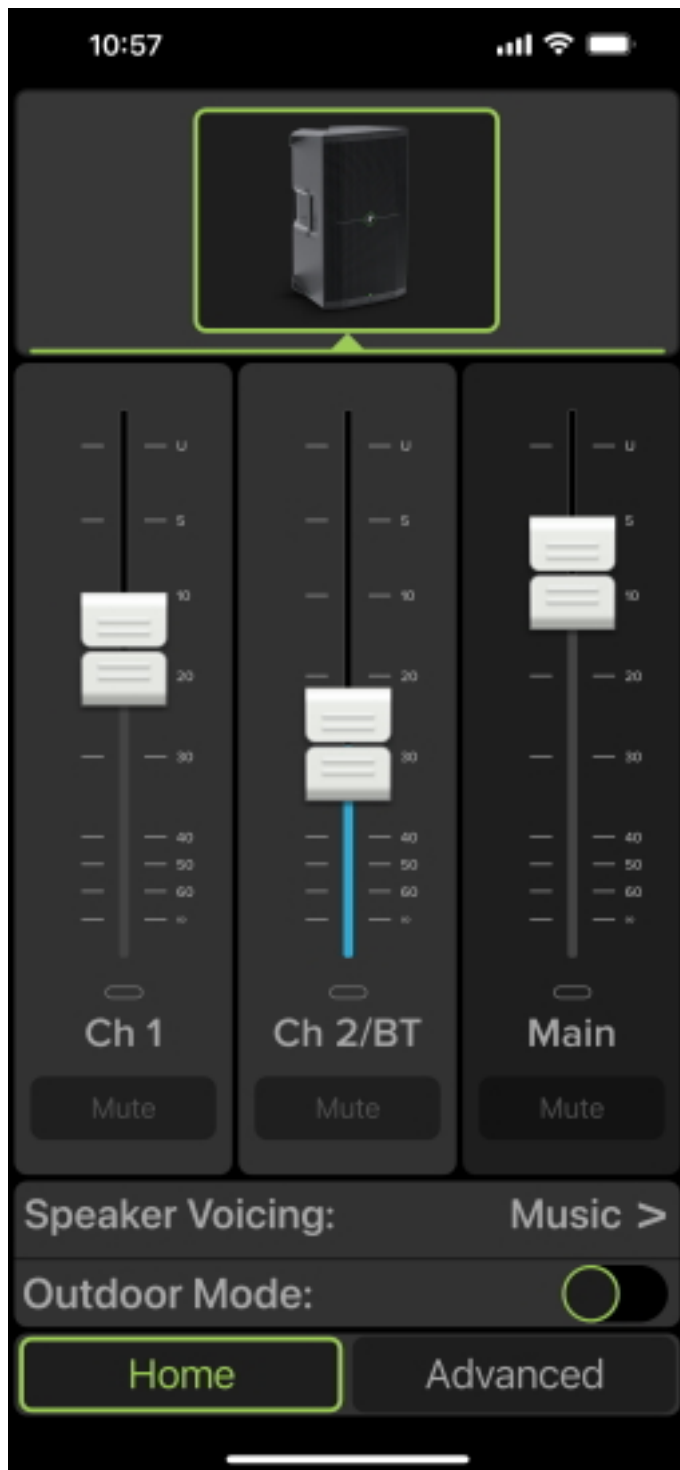 10:57
U U U
5 5 5
10 10 10
20 20 20
30 30 30
40 40 40
50 50 50
60 60 60
∞ ∞ ∞
Ch 1 Ch 2/BT Main
Mute Mute Mute
Speaker Voicing: Music >
Outdoor Mode:
Home Advanced